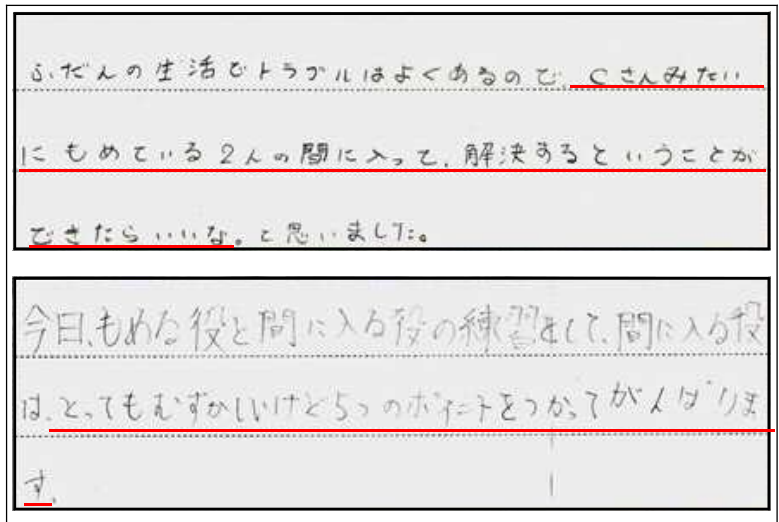 ふだんの生活でトラブルはよくあるので、Cさんみたい
にもめている2人の間に入って、解決するということが
できたらいいな。と思いました。
今日、もめる役と間に入る役の練習をして、間に入る役
は、とってもむずかしいけど5つのポイントをつかってがんばりま
す。